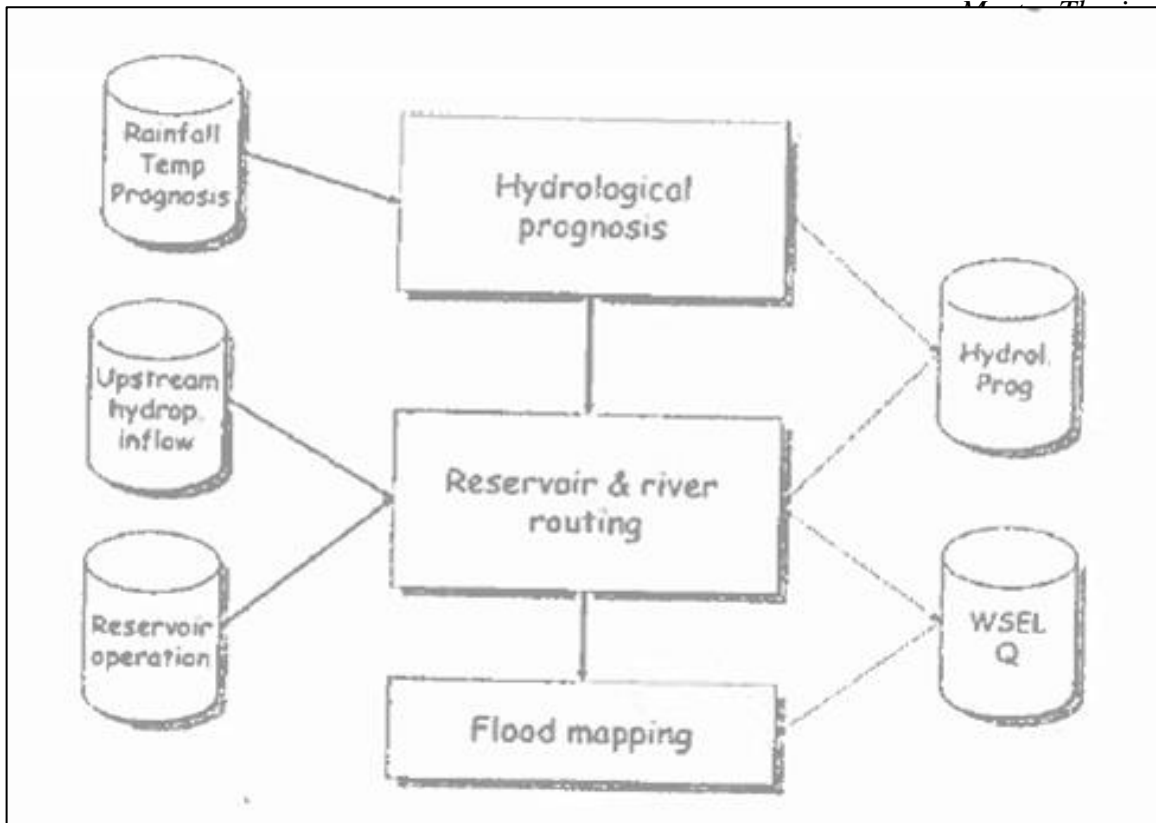 Rainfall
Temp
Prognosis
Hydrological
prognosis
Upstream
hydrop.
inflow
Hydrol.
Prog
Reservoir & river
routing
Reservoir
operation
WSEL
Q
Flood mapping